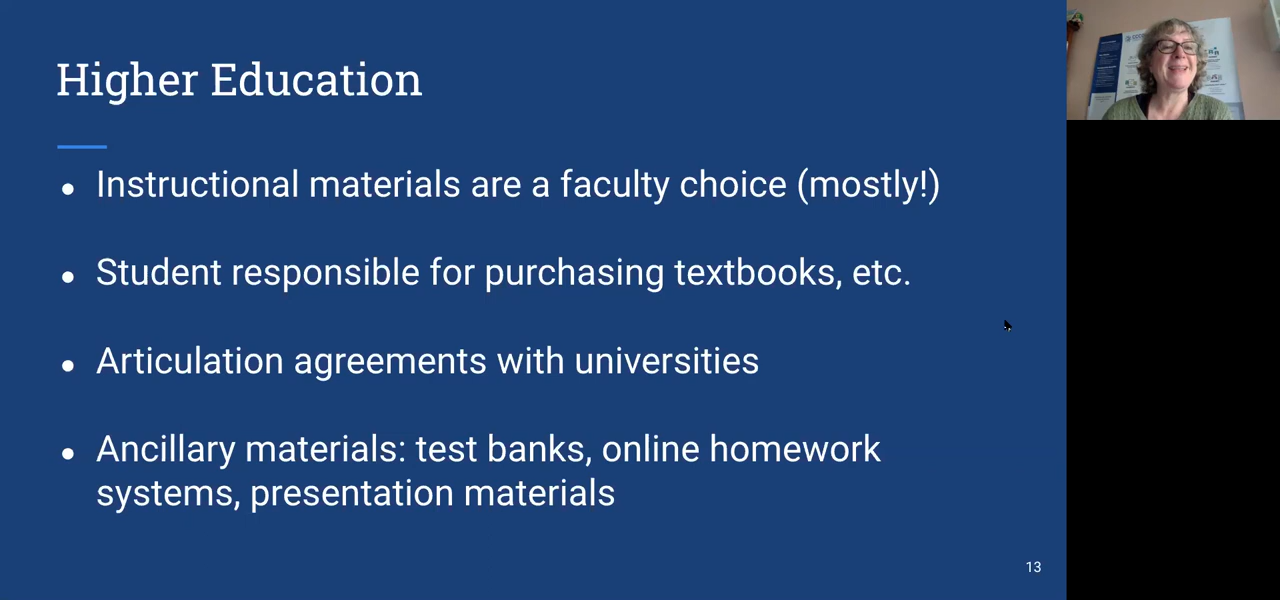 Higher Education
● Instructional materials are a faculty choice (mostly!)
● Student responsible for purchasing textbooks, etc.
● Articulation agreements with universities
● Ancillary materials: test banks, online homework
systems, presentation materials
13